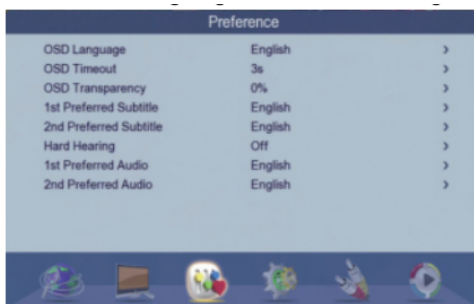 Preference
OSD Language English
OSD Timeout 3s
OSD Transparency 0%
1st Preferred Subtitle English
2nd Preferred Subtitle English
Hard Hearing Off
1st Preferred Audio English
2nd Preferred Audio English